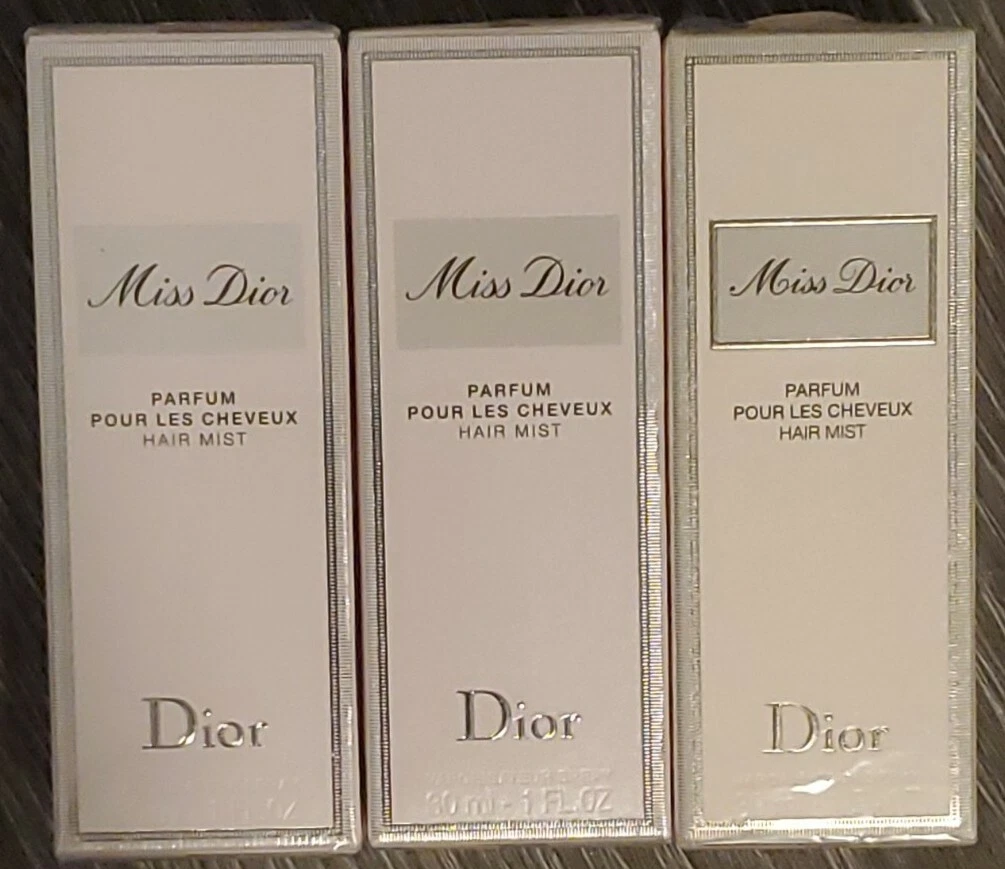 Miss Dior
PARFUM
POUR LES CHEVEUX
HAIR MIST
Dior
Miss Dior
PARFUM
POUR LES CHEVEUX
HAIR MIST
Dior
30 ml - 1 FL.OZ
Miss Dior
PARFUM
POUR LES CHEVEUX
HAIR MIST
Dior